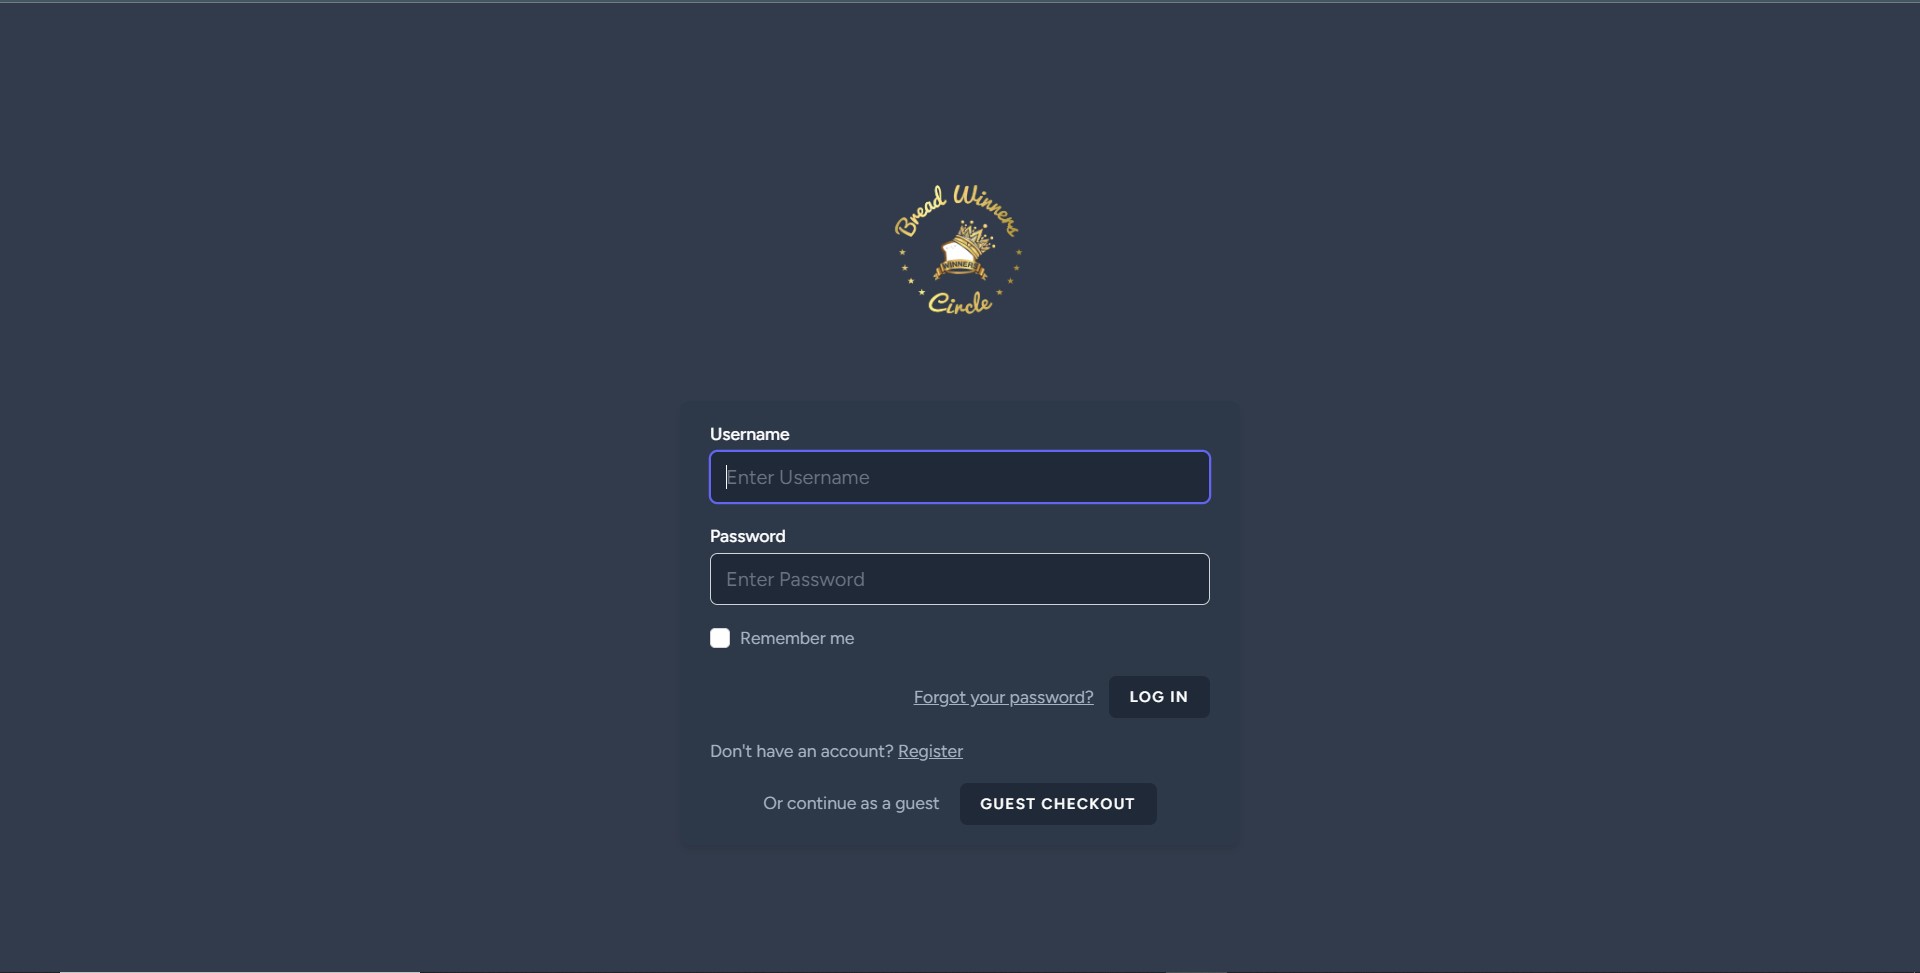 Bread Winners
WINNERS
Circle
Username
Enter Username
Password
Enter Password
Remember me
Forgot your password? LOG IN
Don't have an account? Register
Or continue as a guest GUEST CHECKOUT